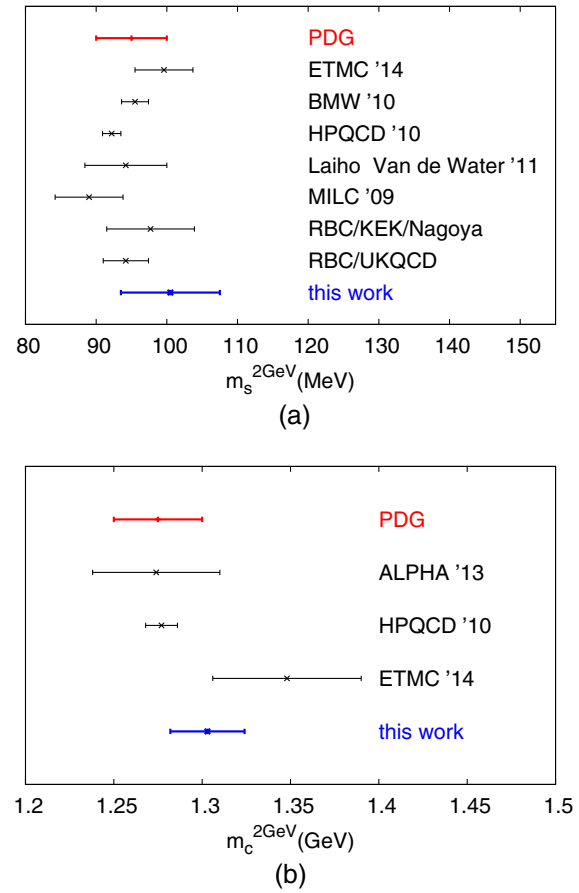 PDG
ETMC '14
BMW '10
HPQCD '10
Laiho Van de Water '11
MILC '09
RBC/KEK/Nagoya
RBC/UKQCD
this work
80 90 100 110 120 130 140 150
m_s^2GeV(MeV)
(a)
PDG
ALPHA '13
HPQCD '10
ETMC '14
this work
1.2 1.25 1.3 1.35 1.4 1.45 1.5
m_c^2GeV(GeV)
(b)